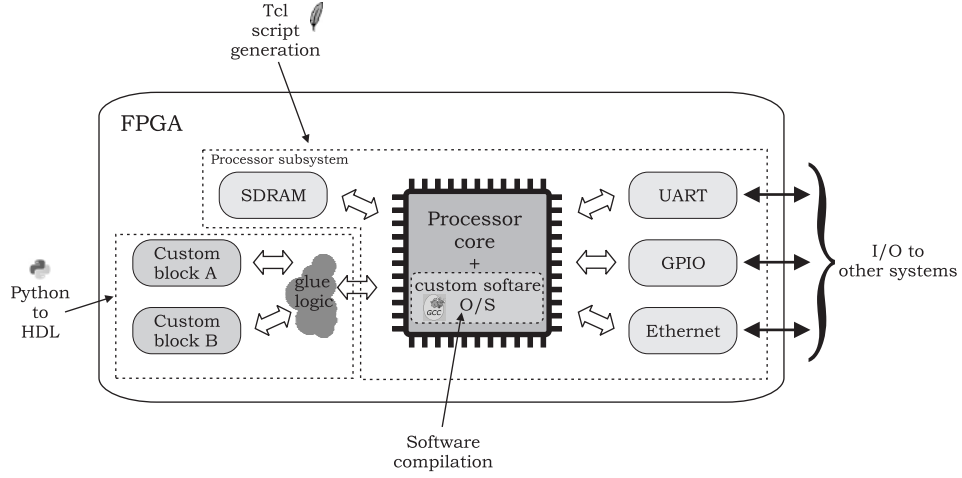 Tcl
script
generation
FPGA
Processor subsystem
SDRAM
Processor
core
+
custom softare
O/S
GCC
UART
GPIO
Ethernet
I/O to
other systems
Custom
block A
Custom
block B
glue
logic
Python
to
HDL
Software
compilation